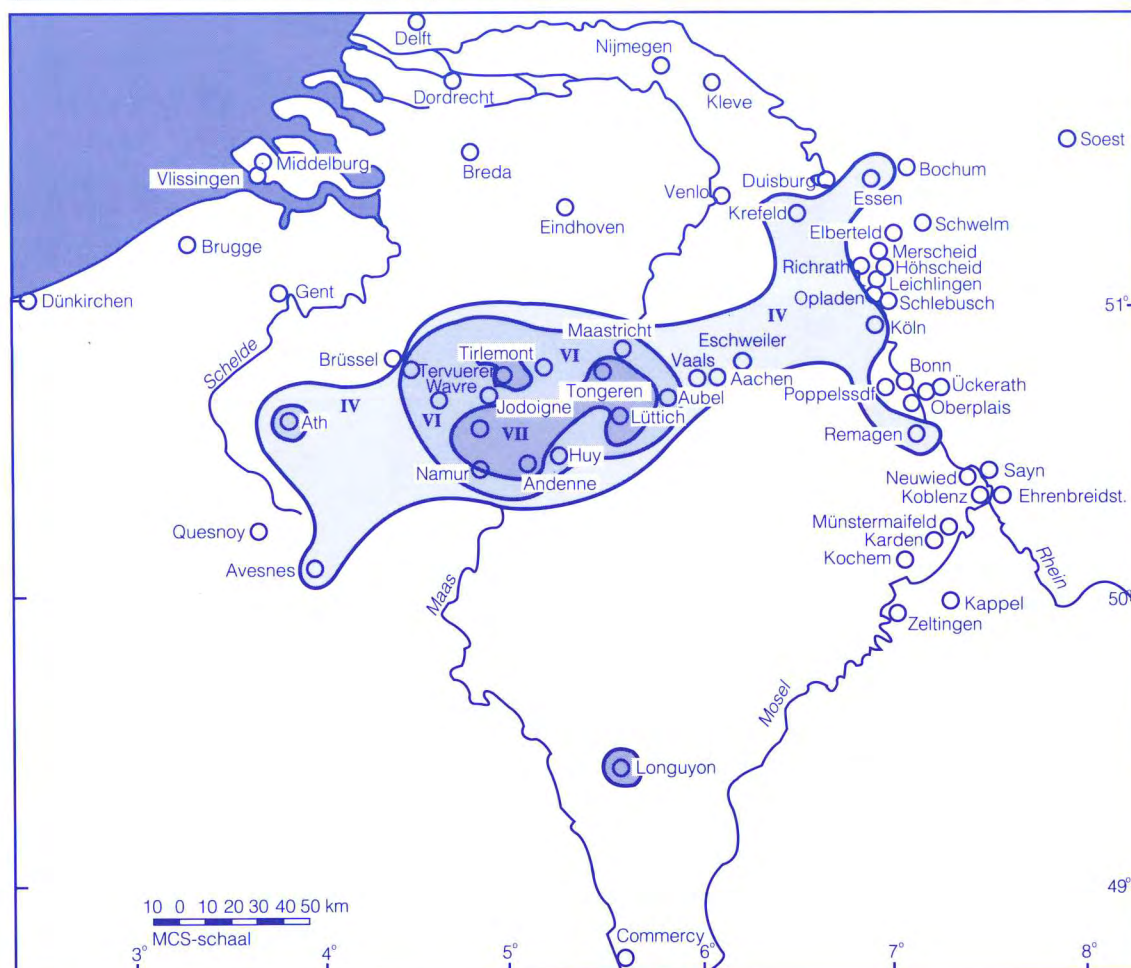 Delft
Nijmegen
Dordrecht
Kleve
Soest
Middelburg
Vlissingen
Breda
Bochum
Duisburg
Essen
Venlo
Krefeld
Eindhoven
Schwelm
Elberteld
Brugge
Merscheid
Richrath
Höhscheid
Leichlingen
Gent
Opladen
Schlebusch
Dünkirchen
51°
IV
Köln
Maastricht
Eschweiler
Schelde
Brüssel
Tirlemont
VI
Vaals
Bonn
Tervuerer
Aachen
Ückerath
Wavre
Tongeren
Poppelssdf
Aubel
Oberplais
IV
Jodoigne
Ath
VI
Lüttich
VII
Remagen
Huy
Namur
Andenne
Sayn
Neuwied
Koblenz
Ehrenbreidst.
Quesnoy
Münstermaifeld
Karden
Kochem
Avesnes
Maas
Rhein
Kappel
50°
Zeltingen
Mosel
Longuyon
49°
10 0 10 20 30 40 50 km
MCS-schaal
Commercy
3° 4° 5° 6° 7° 8°